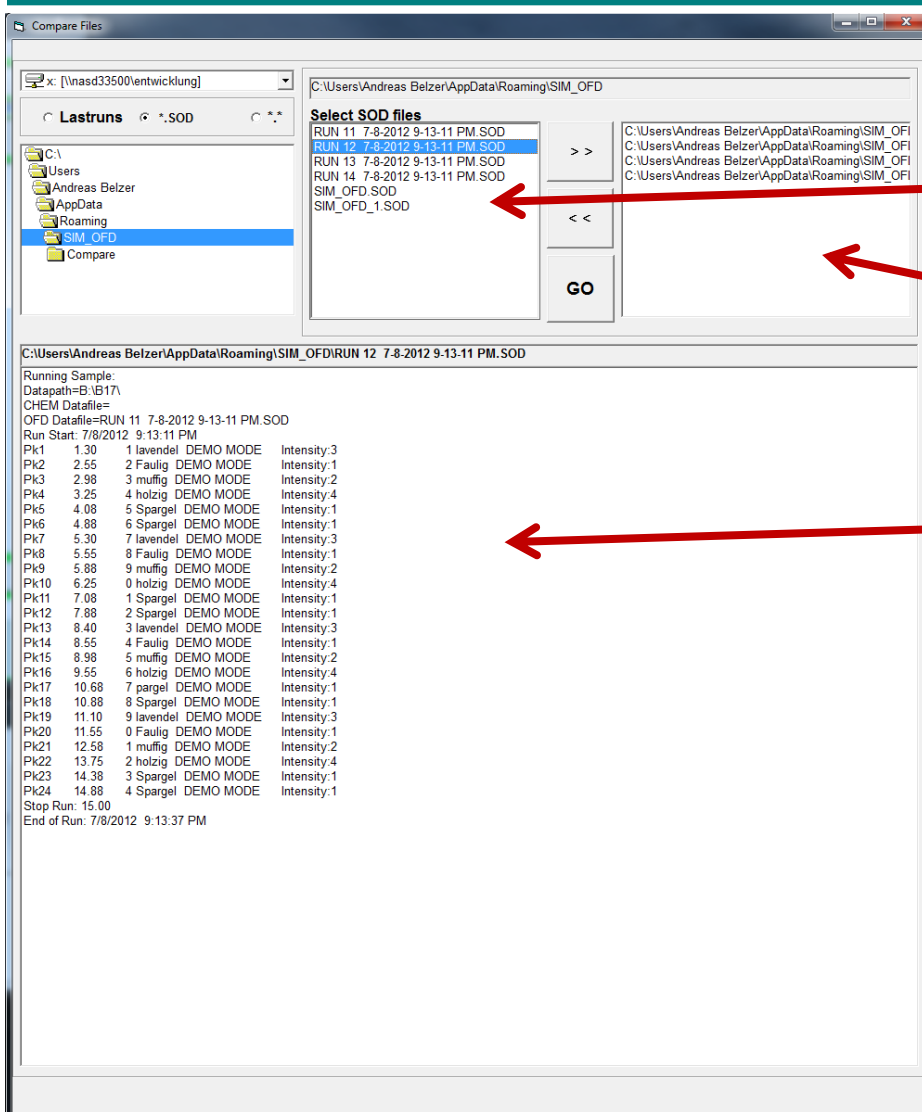 Compare Files
x: [\\nasd33500\entwicklung]
Lastruns *.SOD *.*
C:\
Users
Andreas Belzer
AppData
Roaming
SIM_OFD
Compare
C:\Users\Andreas Belzer\AppData\Roaming\SIM_OFD
Select SOD files
RUN 11 7-8-2012 9-13-11 PM.SOD
RUN 12 7-8-2012 9-13-11 PM.SOD
RUN 13 7-8-2012 9-13-11 PM.SOD
RUN 14 7-8-2012 9-13-11 PM.SOD
SIM_OFD.SOD
SIM_OFD_1.SOD
> >
< <
GO
C:\Users\Andreas Belzer\AppData\Roaming\SIM_OFI
C:\Users\Andreas Belzer\AppData\Roaming\SIM_OFI
C:\Users\Andreas Belzer\AppData\Roaming\SIM_OFI
C:\Users\Andreas Belzer\AppData\Roaming\SIM_OFI
C:\Users\Andreas Belzer\AppData\Roaming\SIM_OFD\RUN 12 7-8-2012 9-13-11 PM.SOD
Running Sample:
Datapath=B:\B17\
CHEM Datafile=
OFD Datafile=RUN 11 7-8-2012 9-13-11 PM.SOD
Run Start: 7/8/2012 9:13:11 PM
Pk1 1.30 1 lavendel DEMO MODE Intensity:3
Pk2 2.55 2 Faulig DEMO MODE Intensity:1
Pk3 2.98 3 muffig DEMO MODE Intensity:2
Pk4 3.25 4 holzig DEMO MODE Intensity:4
Pk5 4.08 5 Spargel DEMO MODE Intensity:1
Pk6 4.88 6 Spargel DEMO MODE Intensity:1
Pk7 5.30 7 lavendel DEMO MODE Intensity:3
Pk8 5.55 8 Faulig DEMO MODE Intensity:1
Pk9 5.88 9 muffig DEMO MODE Intensity:2
Pk10 6.25 0 holzig DEMO MODE Intensity:4
Pk11 7.08 1 Spargel DEMO MODE Intensity:1
Pk12 7.88 2 Spargel DEMO MODE Intensity:1
Pk13 8.40 3 lavendel DEMO MODE Intensity:3
Pk14 8.55 4 Faulig DEMO MODE Intensity:1
Pk15 8.98 5 muffig DEMO MODE Intensity:2
Pk16 9.55 6 holzig DEMO MODE Intensity:4
Pk17 10.68 7 pargel DEMO MODE Intensity:1
Pk18 10.88 8 Spargel DEMO MODE Intensity:1
Pk19 11.10 9 lavendel DEMO MODE Intensity:3
Pk20 11.55 0 Faulig DEMO MODE Intensity:1
Pk21 12.58 1 muffig DEMO MODE Intensity:2
Pk22 13.75 2 holzig DEMO MODE Intensity:4
Pk23 14.38 3 Spargel DEMO MODE Intensity:1
Pk24 14.88 4 Spargel DEMO MODE Intensity:1
Stop Run: 15.00
End of Run: 7/8/2012 9:13:37 PM